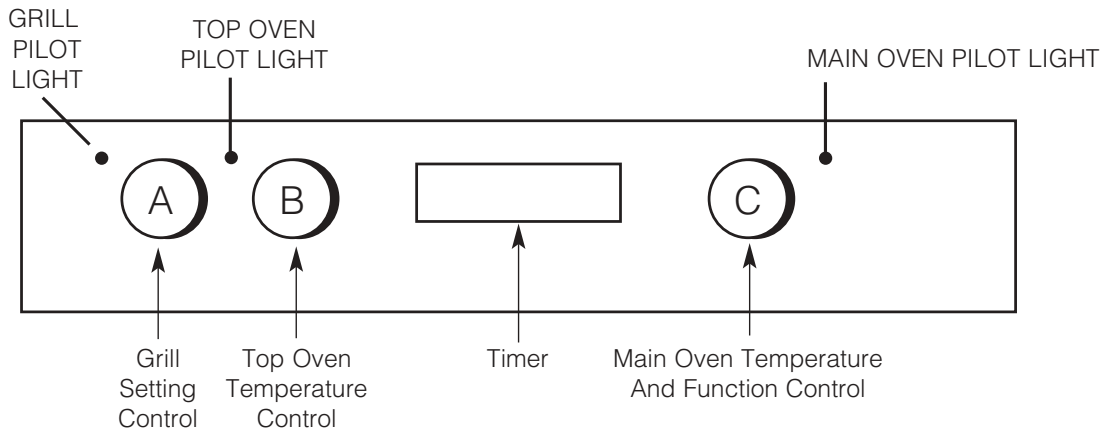 GRILL
PILOT
LIGHT
TOP OVEN
PILOT LIGHT
MAIN OVEN PILOT LIGHT
A
B
C
Grill
Setting
Control
Top Oven
Temperature
Control
Timer
Main Oven Temperature
And Function Control